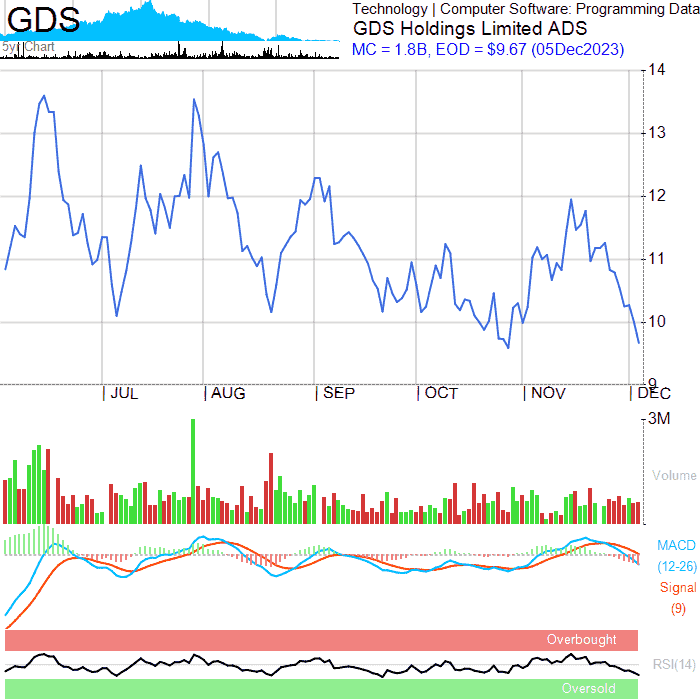 GDS
5yr Chart
Technology | Computer Software: Programming Data
GDS Holdings Limited ADS
MC = 1.8B, EOD = $9.67 (05Dec2023)
14
13
12
11
10
9
| JUL | AUG | SEP | OCT | NOV | DEC
3M
Volume
MACD
(12-26)
Signal
(9)
Overbought
RSI(14)
Oversold